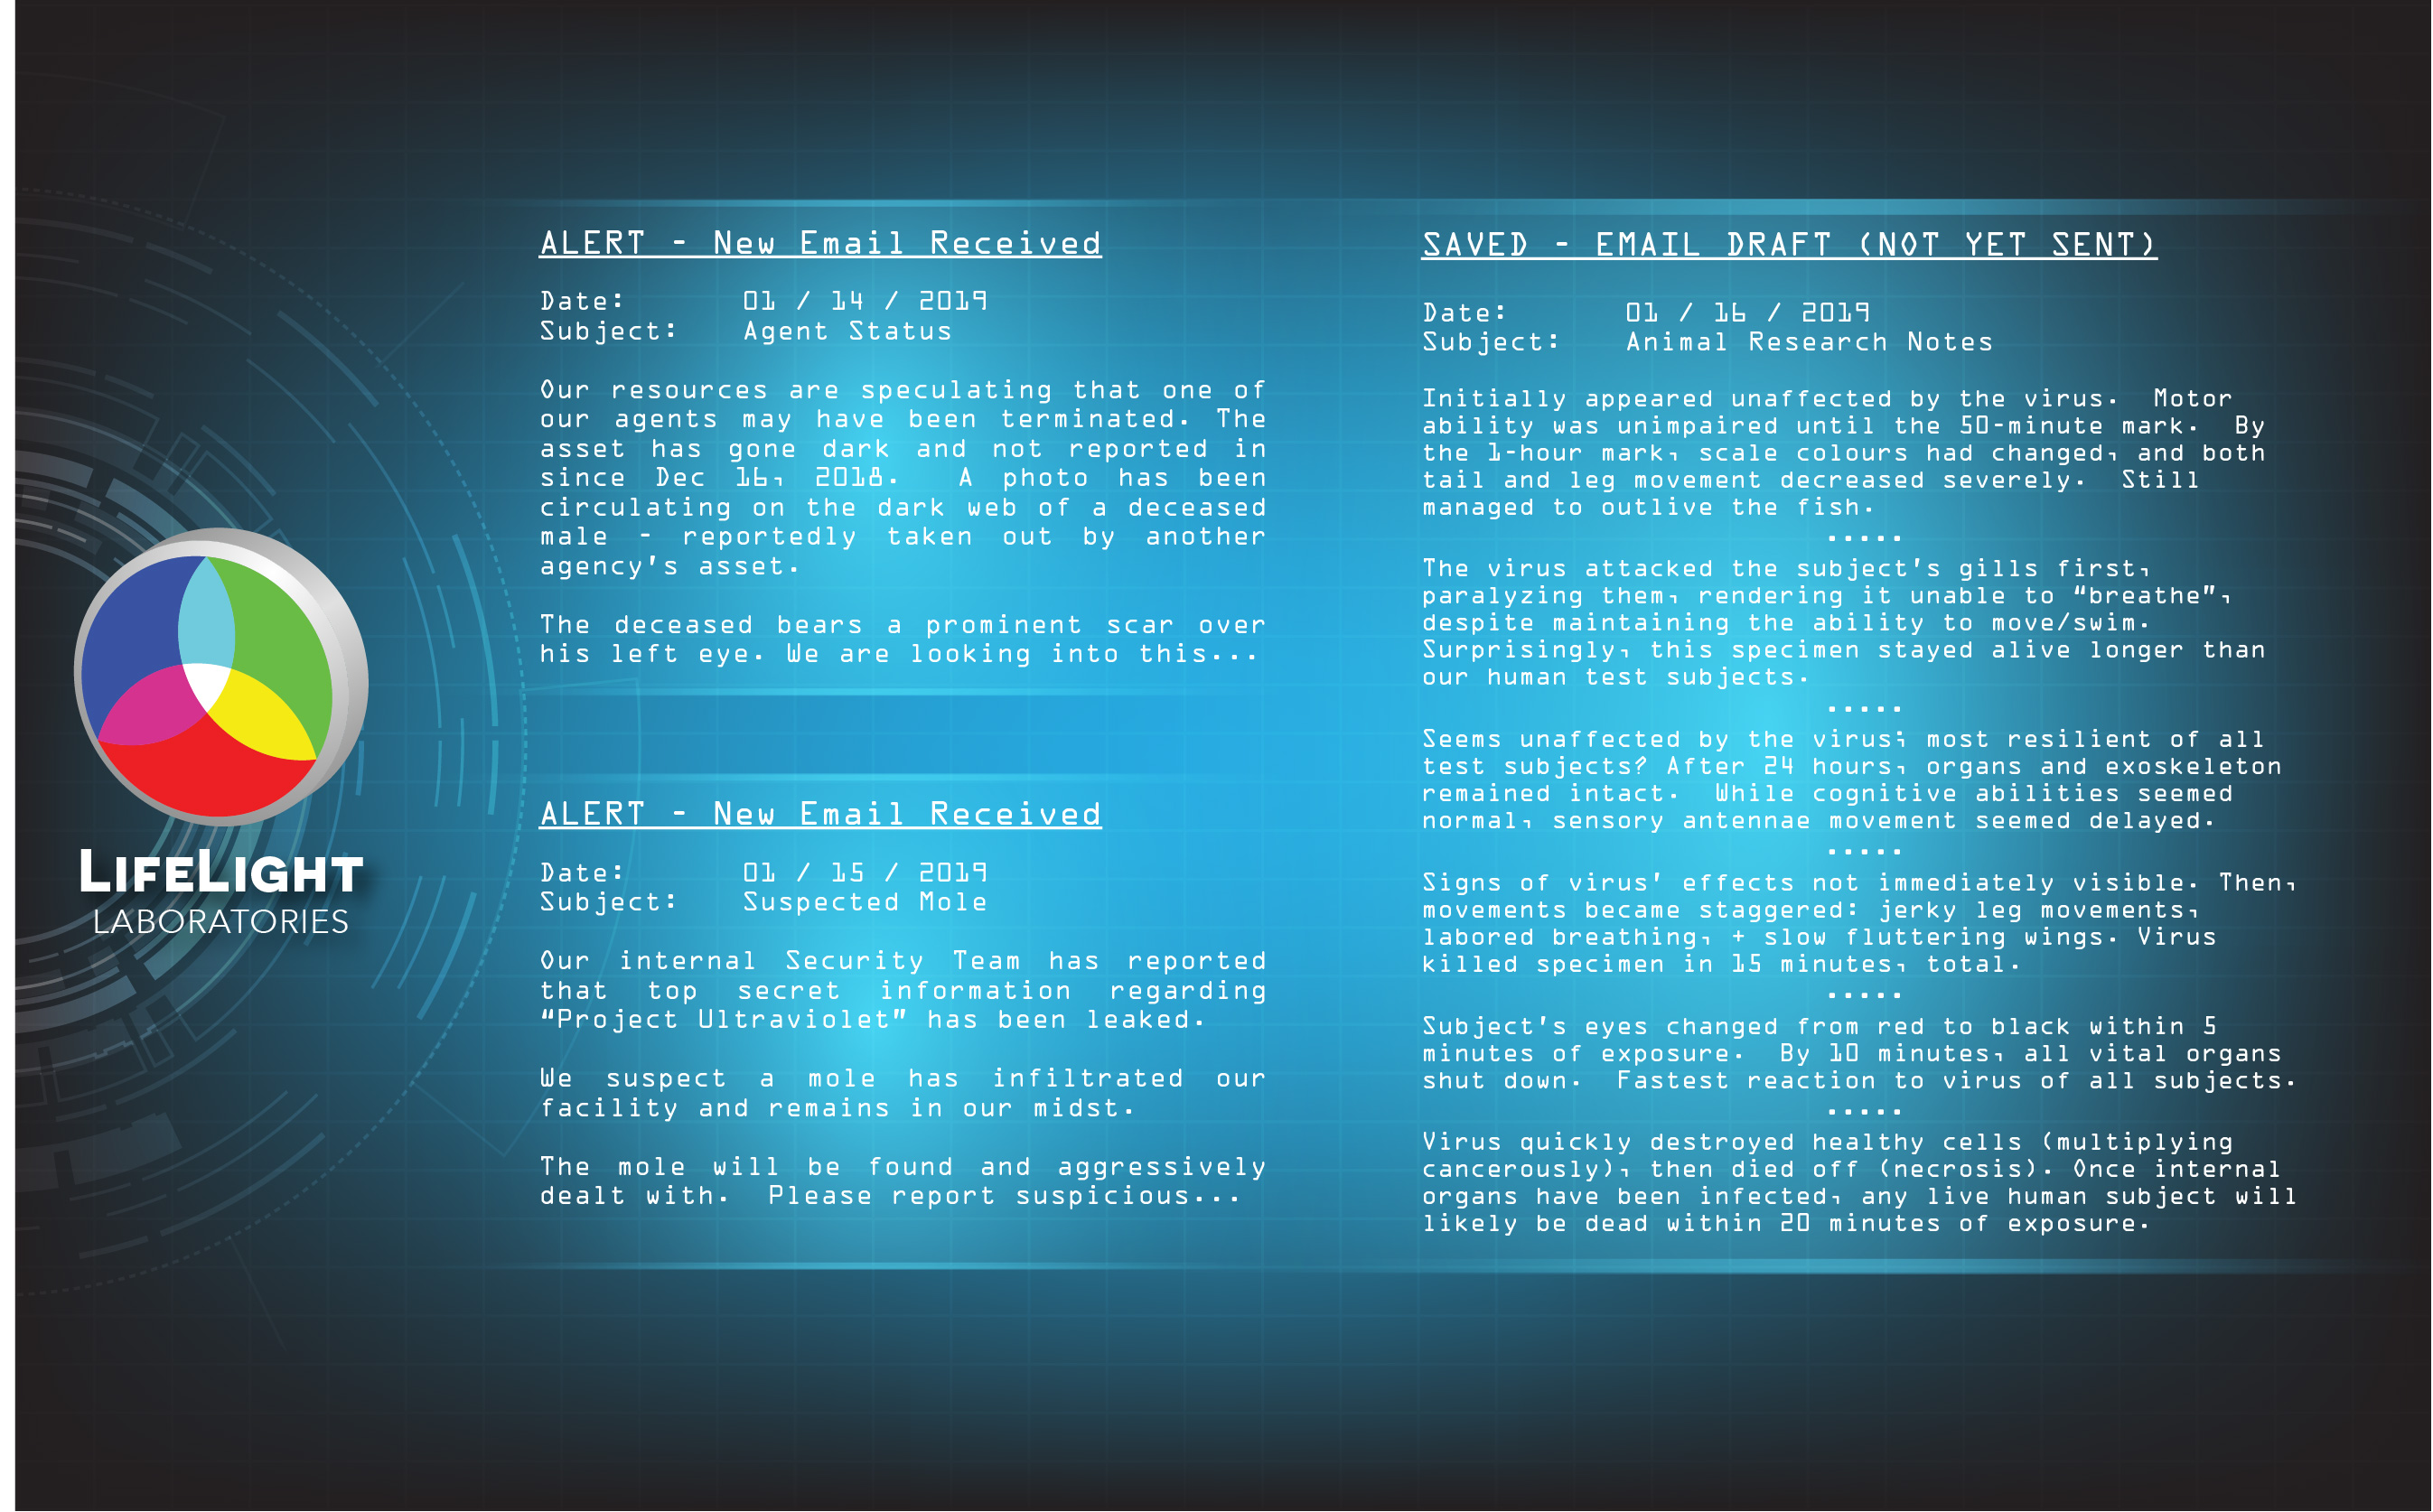 LIFELIGHT
LABORATORIES
ALERT - New Email Received
Date: 01 / 14 / 2019
Subject: Agent Status
Our resources are speculating that one of
our agents may have been terminated. The
asset has gone dark and not reported in
since Dec 16, 2018. A photo has been
circulating on the dark web of a deceased
male - reportedly taken out by another
agency's asset.
The deceased bears a prominent scar over
his left eye. We are looking into this...
ALERT - New Email Received
Date: 01 / 15 / 2019
Subject: Suspected Mole
Our internal Security Team has reported
that top secret information regarding
“Project Ultraviolet” has been leaked.
We suspect a mole has infiltrated our
facility and remains in our midst.
The mole will be found and aggressively
dealt with. Please report suspicious...
SAVED - EMAIL DRAFT (NOT YET SENT)
Date: 01 / 16 / 2019
Subject: Animal Research Notes
Initially appeared unaffected by the virus. Motor
ability was unimpaired until the 50-minute mark. By
the 1-hour mark, scale colours had changed, and both
tail and leg movement decreased severely. Still
managed to outlive the fish.
.....
The virus attacked the subject's gills first,
paralyzing them, rendering it unable to “breathe”,
despite maintaining the ability to move/swim.
Surprisingly, this specimen stayed alive longer than
our human test subjects.
.....
Seems unaffected by the virus; most resilient of all
test subjects? After 24 hours, organs and exoskeleton
remained intact. While cognitive abilities seemed
normal, sensory antennae movement seemed delayed.
.....
Signs of virus' effects not immediately visible. Then,
movements became staggered: jerky leg movements,
labored breathing, + slow fluttering wings. Virus
killed specimen in 15 minutes, total.
.....
Subject's eyes changed from red to black within 5
minutes of exposure. By 10 minutes, all vital organs
shut down. Fastest reaction to virus of all subjects.
.....
Virus quickly destroyed healthy cells (multiplying
cancerously), then died off (necrosis). Once internal
organs have been infected, any live human subject will
likely be dead within 20 minutes of exposure.